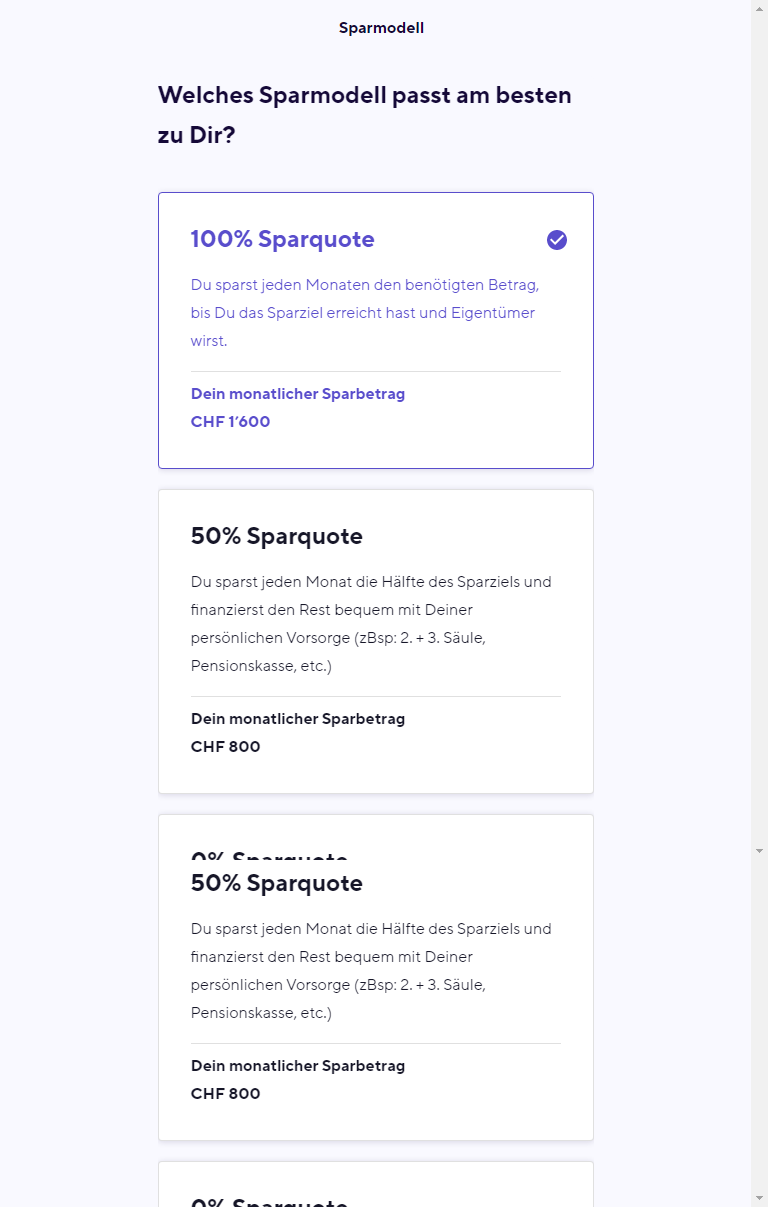 Sparmodell
Welches Sparmodell passt am besten
zu Dir?
100% Sparquote
Du sparst jeden Monaten den benötigten Betrag,
bis Du das Sparziel erreicht hast und Eigentümer
wirst.
Dein monatlicher Sparbetrag
CHF 1’600
50% Sparquote
Du sparst jeden Monat die Hälfte des Sparziels und
finanzierst den Rest bequem mit Deiner
persönlichen Vorsorge (zBsp: 2. + 3. Säule,
Pensionskasse, etc.)
Dein monatlicher Sparbetrag
CHF 800
0% Sparquote
50% Sparquote
Du sparst jeden Monat die Hälfte des Sparziels und
finanzierst den Rest bequem mit Deiner
persönlichen Vorsorge (zBsp: 2. + 3. Säule,
Pensionskasse, etc.)
Dein monatlicher Sparbetrag
CHF 800
0% Sparquote